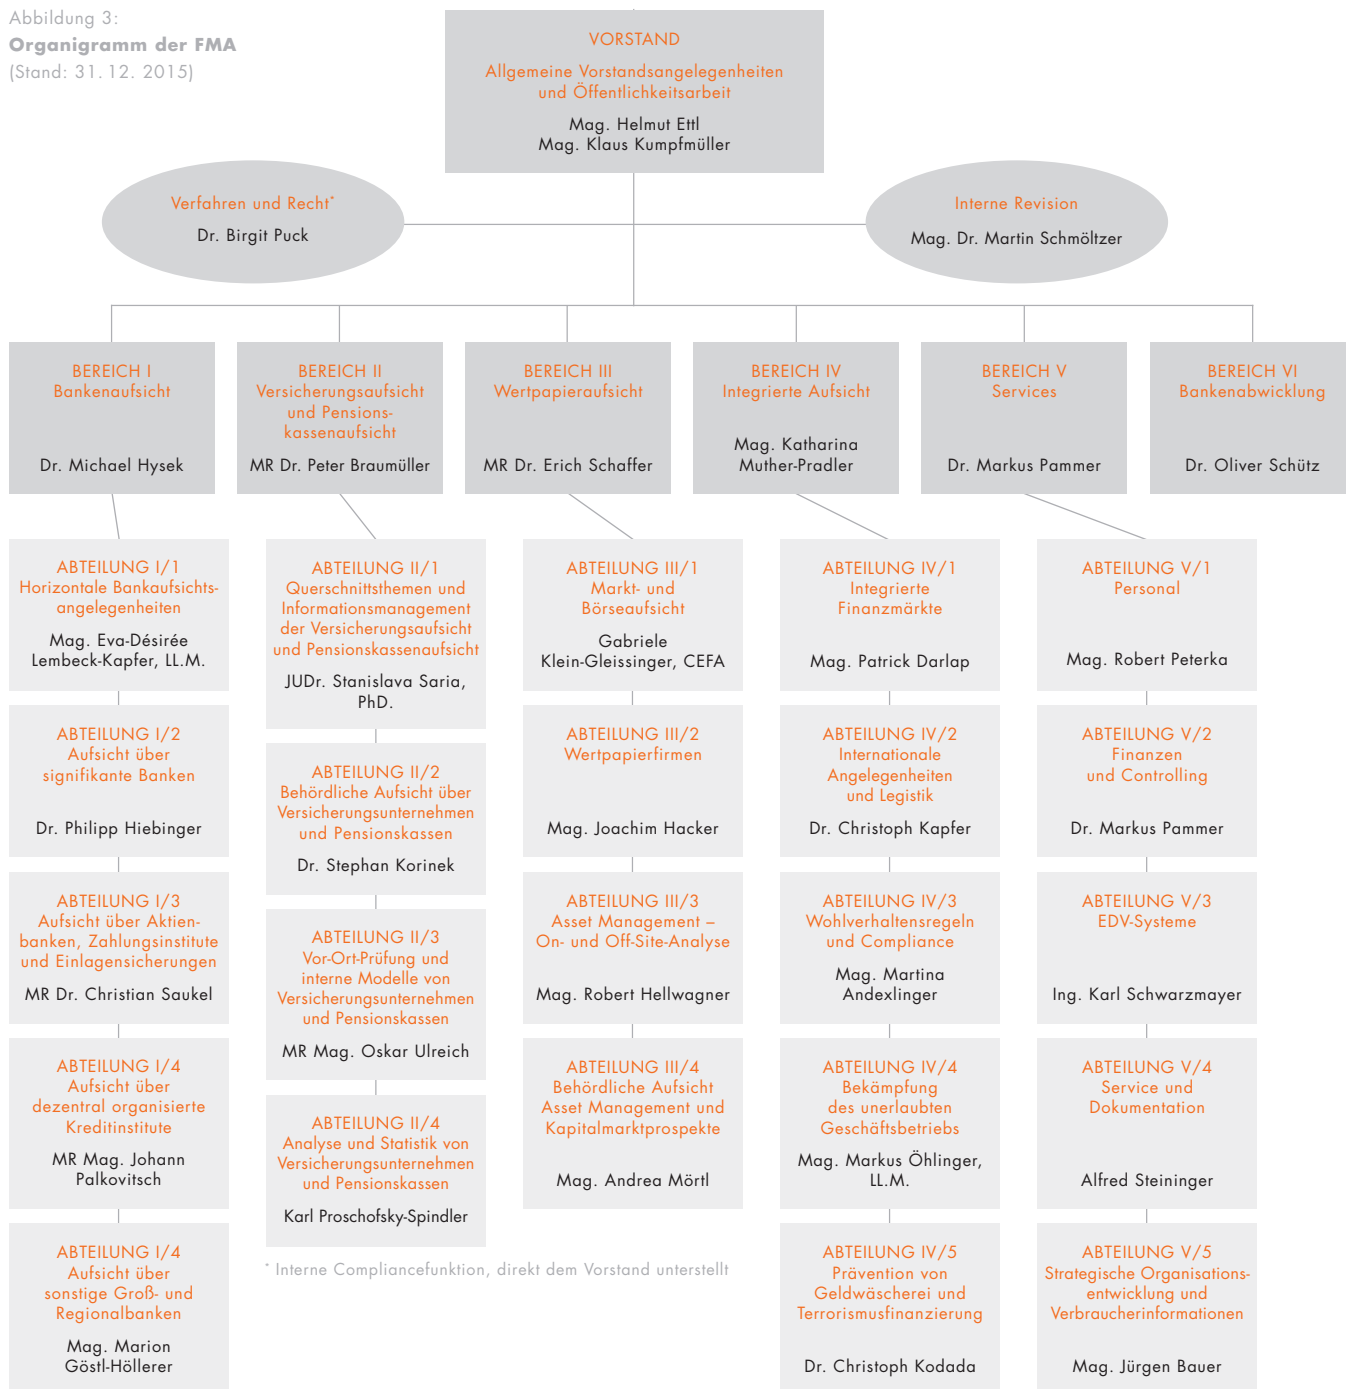 Abbildung 3:
Organigramm der FMA
(Stand: 31. 12. 2015)
VORSTAND
Allgemeine Vorstandsangelegenheiten
und Öffentlichkeitsarbeit
Mag. Helmut Ettl
Mag. Klaus Kumpfmüller
Verfahren und Recht*
Dr. Birgit Puck
Interne Revision
Mag. Dr. Martin Schmöltzer
BEREICH I
Bankenaufsicht
Dr. Michael Hysek
BEREICH II
Versicherungsaufsicht
und Pensions-
kassenaufsicht
MR Dr. Peter Braumüller
BEREICH III
Wertpapieraufsicht
MR Dr. Erich Schaffer
BEREICH IV
Integrierte Aufsicht
Mag. Katharina
Muther-Pradler
BEREICH V
Services
Dr. Markus Pammer
BEREICH VI
Bankenabwicklung
Dr. Oliver Schütz
ABTEILUNG I/1
Horizontale Bankaufsichts-
angelegenheiten
Mag. Eva-Désirée
Lembeck-Kapfer, LL.M.
ABTEILUNG I/2
Aufsicht über
signifikante Banken
Dr. Philipp Hiebinger
ABTEILUNG I/3
Aufsicht über Aktien-
banken, Zahlungsinstitute
und Einlagensicherungen
MR Dr. Christian Saukel
ABTEILUNG I/4
Aufsicht über
dezentral organisierte
Kreditinstitute
MR Mag. Johann
Palkovitsch
ABTEILUNG I/4
Aufsicht über
sonstige Groß- und
Regionalbanken
Mag. Marion
Göstl-Höllerer
ABTEILUNG II/1
Querschnittsthemen und
Informationsmanagement
der Versicherungsaufsicht
und Pensionskassenaufsicht
JUDr. Stanislava Saria,
PhD.
ABTEILUNG II/2
Behördliche Aufsicht über
Versicherungsunternehmen
und Pensionskassen
Dr. Stephan Korinek
ABTEILUNG II/3
Vor-Ort-Prüfung und
interne Modelle von
Versicherungsunternehmen
und Pensionskassen
MR Mag. Oskar Ulreich
ABTEILUNG II/4
Analyse und Statistik von
Versicherungsunternehmen
und Pensionskassen
Karl Proschofsky-Spindler
ABTEILUNG III/1
Markt- und
Börseaufsicht
Gabriele
Klein-Gleissinger, CEFA
ABTEILUNG III/2
Wertpapierfirmen
Mag. Joachim Hacker
ABTEILUNG III/3
Asset Management –
On- und Off-Site-Analyse
Mag. Robert Hellwagner
ABTEILUNG III/4
Behördliche Aufsicht
Asset Management und
Kapitalmarktprospekte
Mag. Andrea Mörtl
ABTEILUNG IV/1
Integrierte
Finanzmärkte
Mag. Patrick Darlap
ABTEILUNG IV/2
Internationale
Angelegenheiten
und Legistik
Dr. Christoph Kapfer
ABTEILUNG IV/3
Wohlverhaltensregeln
und Compliance
Mag. Martina
Andexlinger
ABTEILUNG IV/4
Bekämpfung
des unerlaubten
Geschäftsbetriebs
Mag. Markus Öhlinger,
LL.M.
ABTEILUNG IV/5
Prävention von
Geldwäscherei und
Terrorismusfinanzierung
Dr. Christoph Kodada
ABTEILUNG V/1
Personal
Mag. Robert Peterka
ABTEILUNG V/2
Finanzen
und Controlling
Dr. Markus Pammer
ABTEILUNG V/3
EDV-Systeme
Ing. Karl Schwarzmayer
ABTEILUNG V/4
Service und
Dokumentation
Alfred Steininger
ABTEILUNG V/5
Strategische Organisations-
entwicklung und
Verbraucherinformationen
Mag. Jürgen Bauer
* Interne Compliancefunktion, direkt dem Vorstand unterstellt